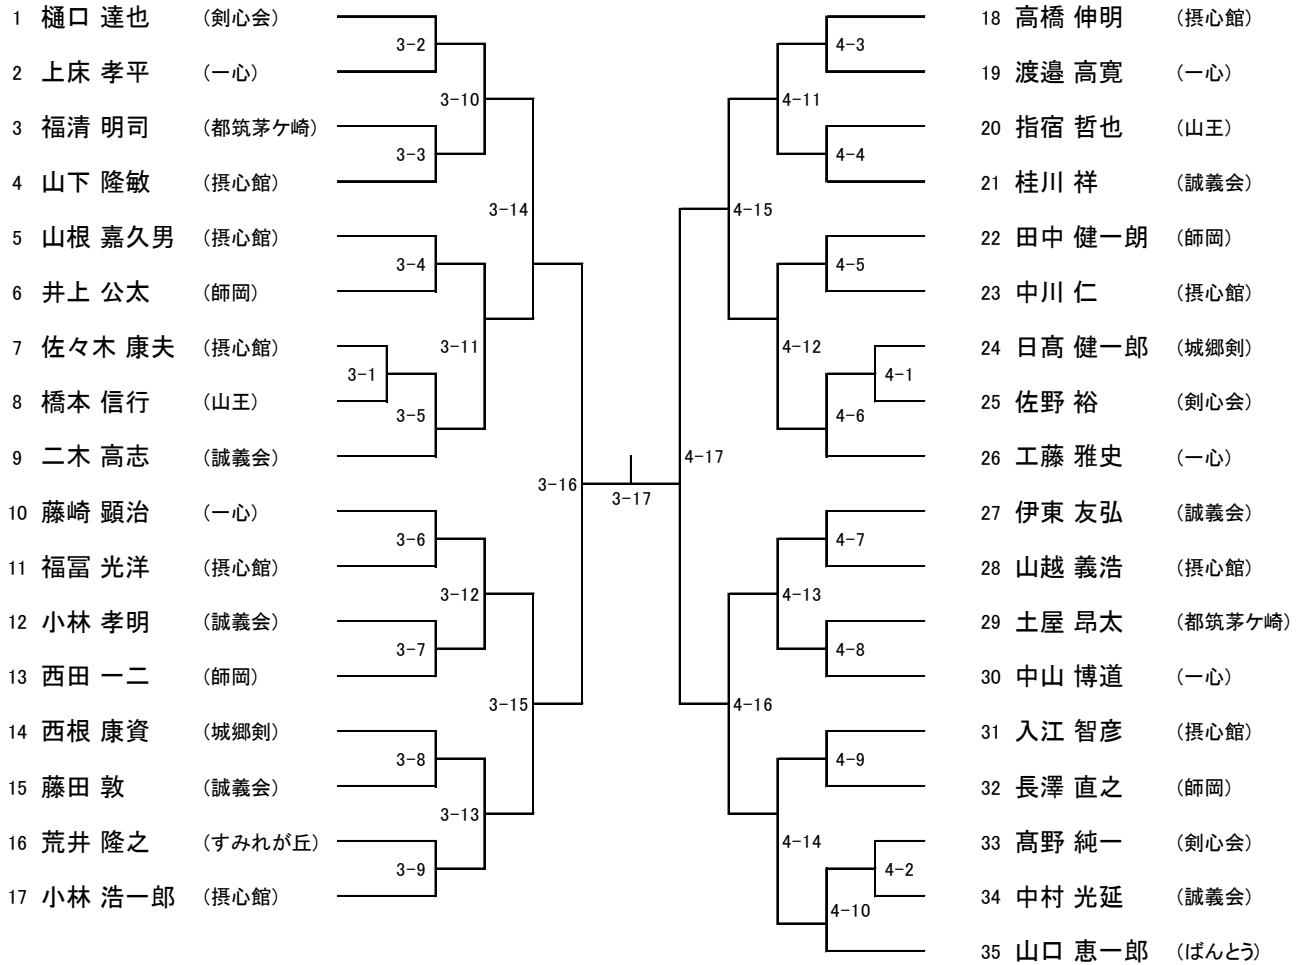 1 樋口 達也 (剣心会)
2 上床 孝平 (一心)
3 福清 明司 (都筑茅ケ崎)
4 山下 隆敏 (摂心館)
5 山根 嘉久男 (摂心館)
6 井上 公太 (師岡)
7 佐々木 康夫 (摂心館)
8 橋本 信行 (山王)
9 二木 高志 (誠義会)
10 藤崎 顕治 (一心)
11 福冨 光洋 (摂心館)
12 小林 孝明 (誠義会)
13 西田 一二 (師岡)
14 西根 康資 (城郷剣)
15 藤田 敦 (誠義会)
16 荒井 隆之 (すみれが丘)
17 小林 浩一郎 (摂心館)
3-2
3-10
3-3
3-14
3-4
3-11
3-1
3-5
3-16
3-6
3-12
3-7
3-15
3-8
3-13
3-9
3-17
4-3
4-11
4-4
4-15
4-5
4-12
4-1
4-6
4-17
4-7
4-13
4-8
4-16
4-9
4-14
4-2
4-10
18 高橋 伸明 (摂心館)
19 渡邉 高寛 (一心)
20 指宿 哲也 (山王)
21 桂川 祥 (誠義会)
22 田中 健一朗 (師岡)
23 中川 仁 (摂心館)
24 日髙 健一郎 (城郷剣)
25 佐野 裕 (剣心会)
26 工藤 雅史 (一心)
27 伊東 友弘 (誠義会)
28 山越 義浩 (摂心館)
29 土屋 昂太 (都筑茅ケ崎)
30 中山 博道 (一心)
31 入江 智彦 (摂心館)
32 長澤 直之 (師岡)
33 髙野 純一 (剣心会)
34 中村 光延 (誠義会)
35 山口 恵一郎 (ばんとう)